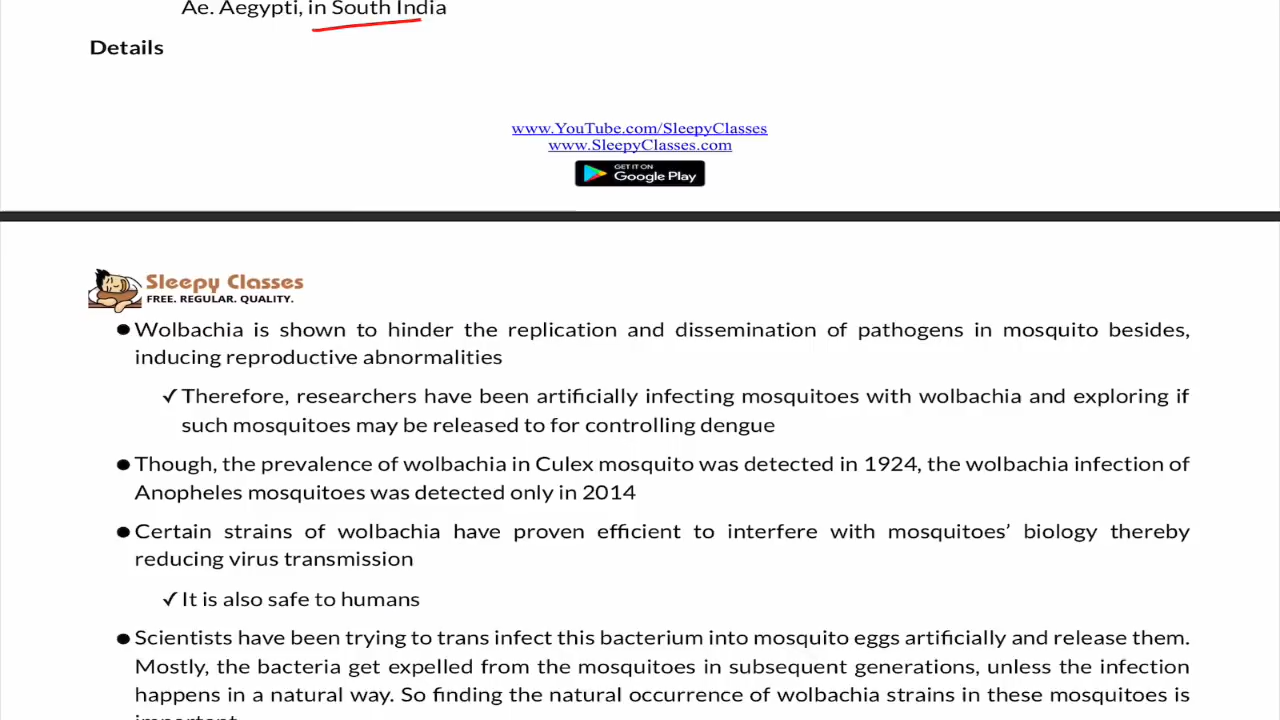 Ae. Aegypti, in South India
Details
www.YouTube.com/SleepyClasses
www.SleepyClasses.com
GET IT ON
Google Play
Sleepy Classes
FREE. REGULAR. QUALITY.
● Wolbachia is shown to hinder the replication and dissemination of pathogens in mosquito besides,
inducing reproductive abnormalities
✓ Therefore, researchers have been artificially infecting mosquitoes with wolbachia and exploring if
such mosquitoes may be released to for controlling dengue
● Though, the prevalence of wolbachia in Culex mosquito was detected in 1924, the wolbachia infection of
Anopheles mosquitoes was detected only in 2014
● Certain strains of wolbachia have proven efficient to interfere with mosquitoes’ biology thereby
reducing virus transmission
✓ It is also safe to humans
● Scientists have been trying to trans infect this bacterium into mosquito eggs artificially and release them.
Mostly, the bacteria get expelled from the mosquitoes in subsequent generations, unless the infection
happens in a natural way. So finding the natural occurrence of wolbachia strains in these mosquitoes is